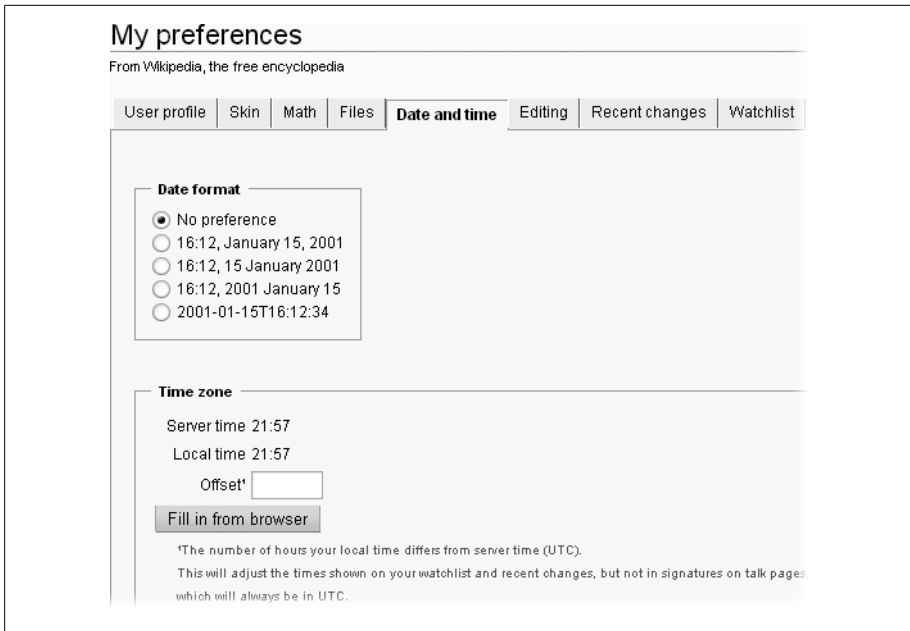 My preferences
From Wikipedia, the free encyclopedia
User profile Skin Math Files Date and time Editing Recent changes Watchlist
Date format
No preference
16:12, January 15, 2001
16:12, 15 January 2001
16:12, 2001 January 15
2001-01-15T16:12:34
Time zone
Server time 21:57
Local time 21:57
Offset¹
Fill in from browser
¹The number of hours your local time differs from server time (UTC).
This will adjust the times shown on your watchlist and recent changes, but not in signatures on talk pages,
which will always be in UTC.